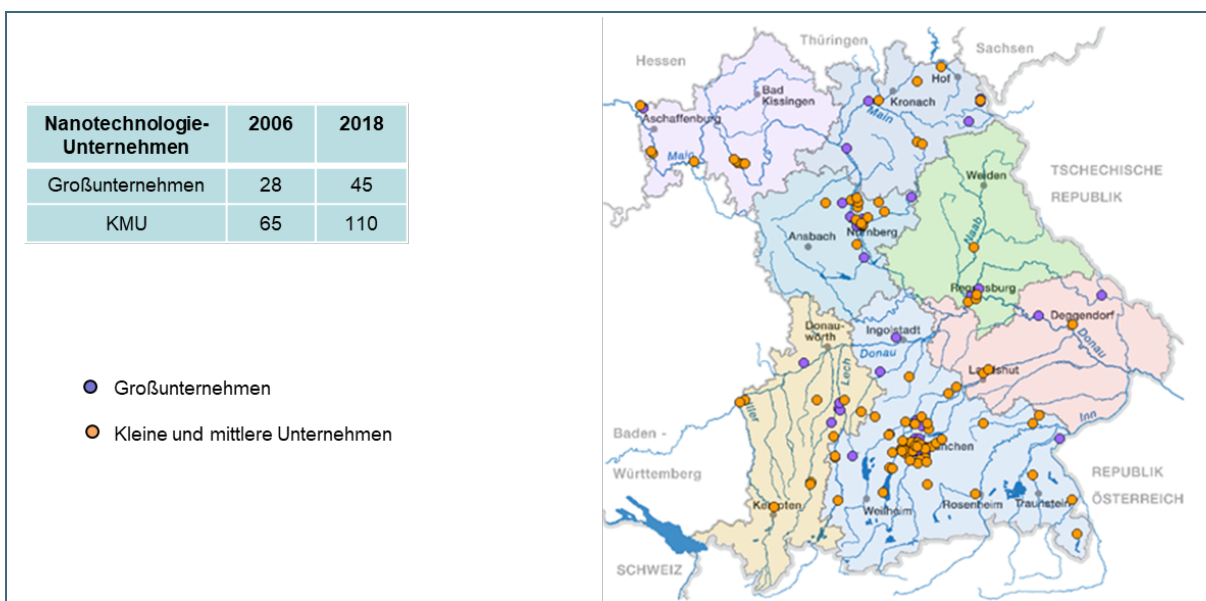 Nanotechnologie-Unternehmen 2006 2018
Großunternehmen 28 45
KMU 65 110
Großunternehmen
Kleine und mittlere Unternehmen
Thüringen
Sachsen
Hessen
Hof
Bad
Kissingen
Kronach
Aschaffenburg
Main
Main
TSCHECHISCHE
REPUBLIK
Weiden
Naab
Ansbach
Nürnberg
Regensburg
Deggendorf
Donau-
wörth
Ingolstadt
Donau
Donau
Lech
Landshut
Iller
Inn
Baden -
Württemberg
München
REPUBLIK
ÖSTERREICH
Kempten
Weilheim
Rosenheim
Traunstein
SCHWEIZ